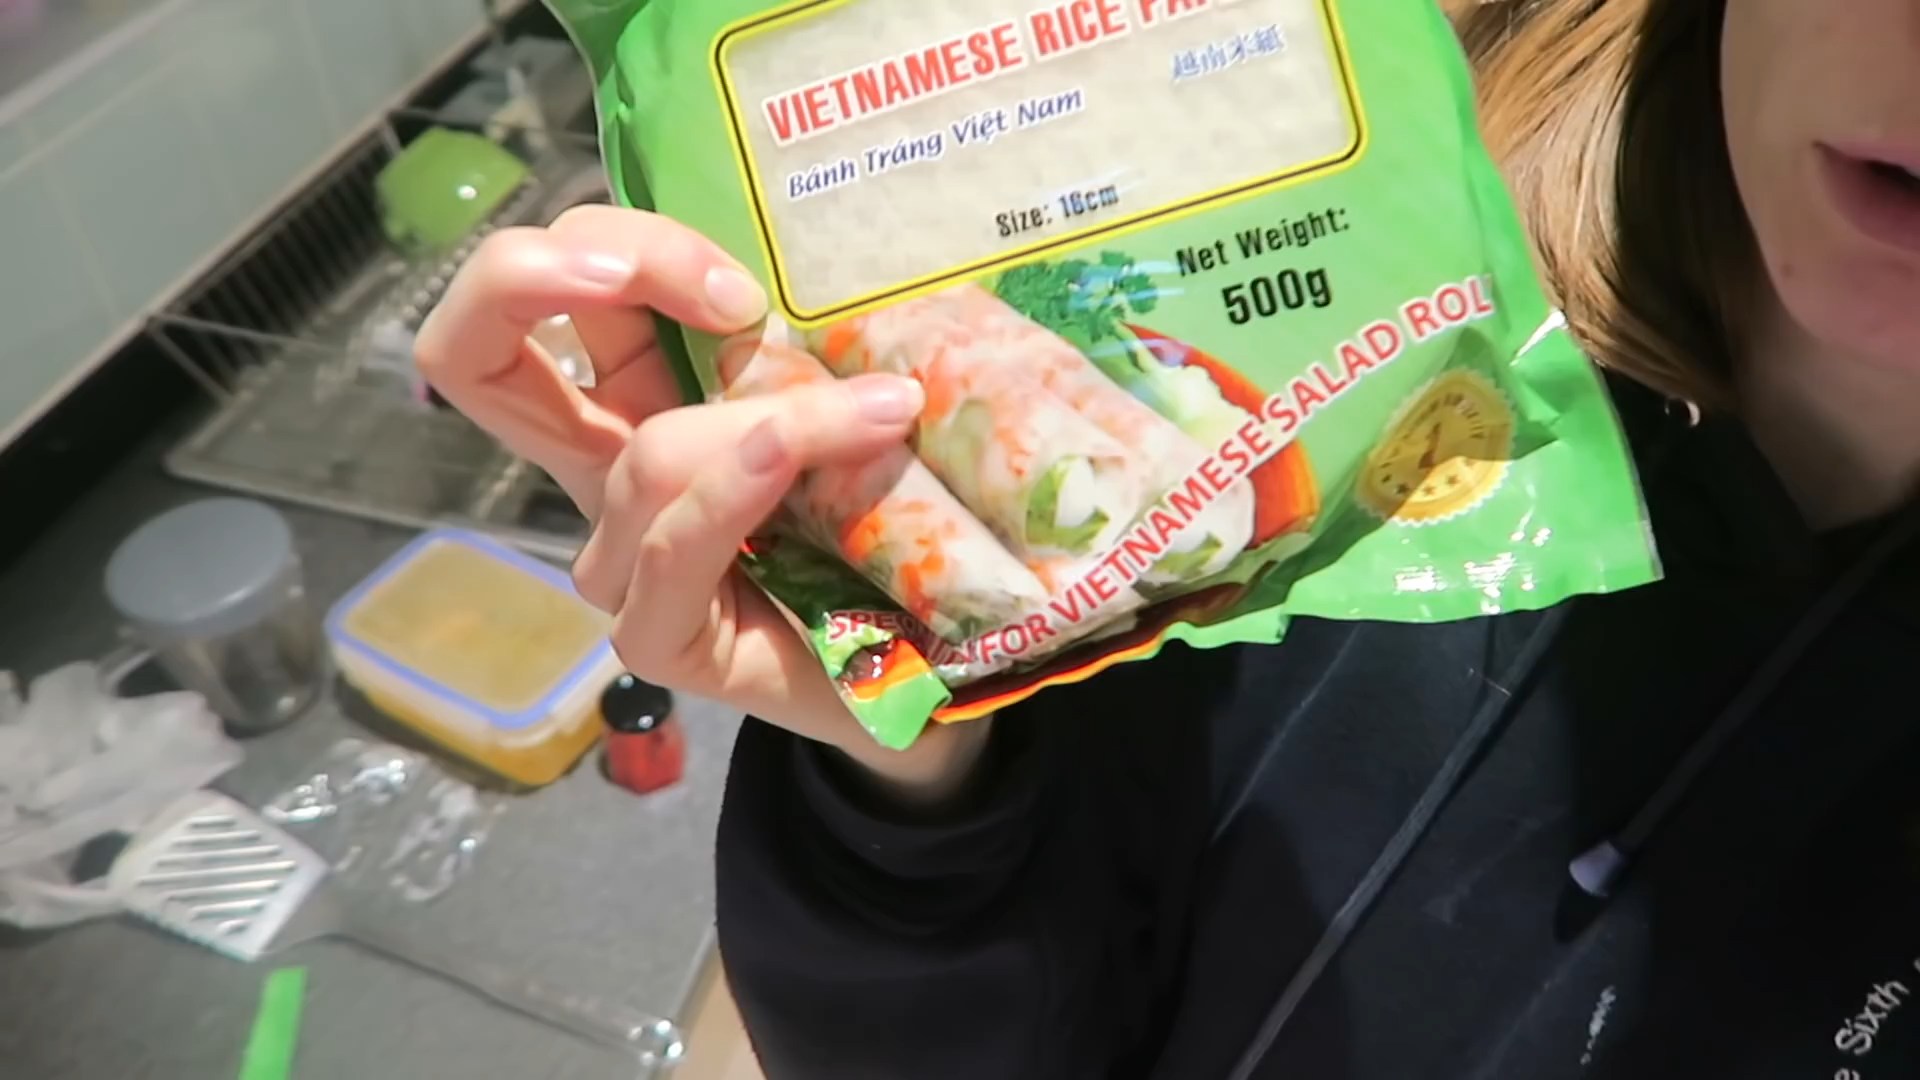 VIETNAMESE RICE
Bánh Tráng Việt Nam
越南米紙
Size: 16cm
Net Weight:
500g
FOR VIETNAMESE SALAD ROL
Sixth